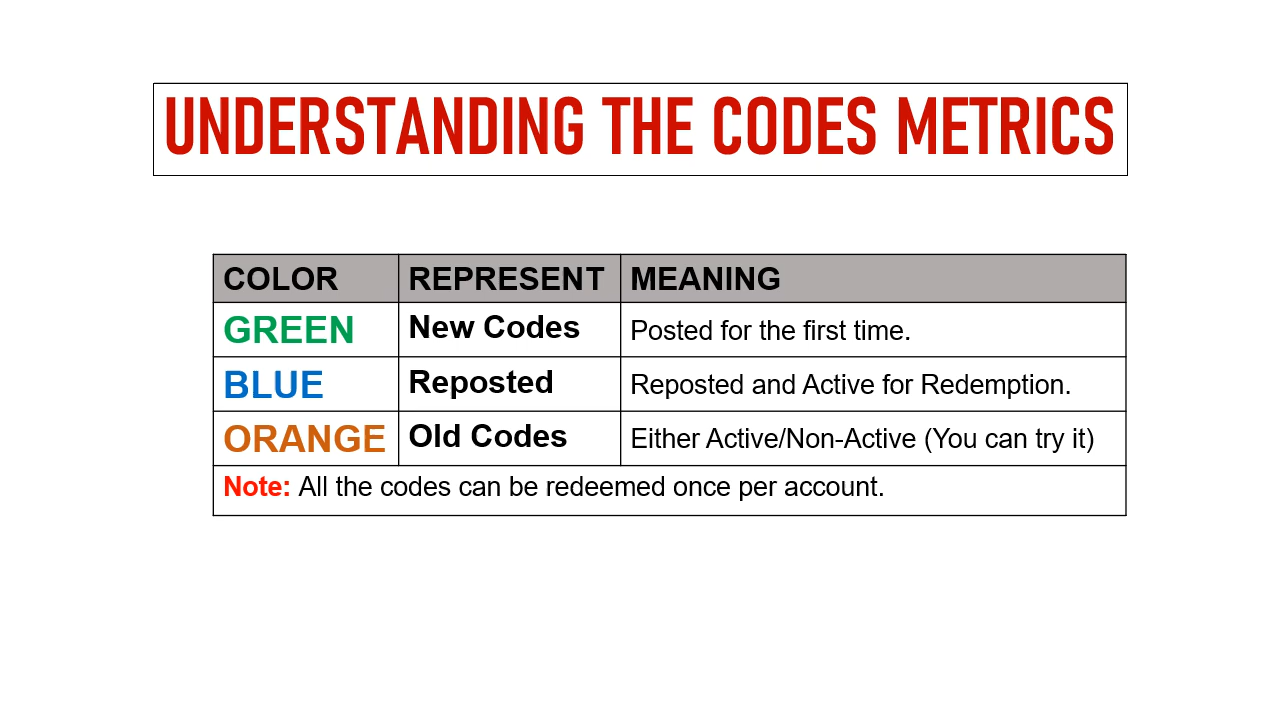 UNDERSTANDING THE CODES METRICS
COLOR REPRESENT MEANING
GREEN New Codes Posted for the first time.
BLUE Reposted Reposted and Active for Redemption.
ORANGE Old Codes Either Active/Non-Active (You can try it)
Note: All the codes can be redeemed once per account.